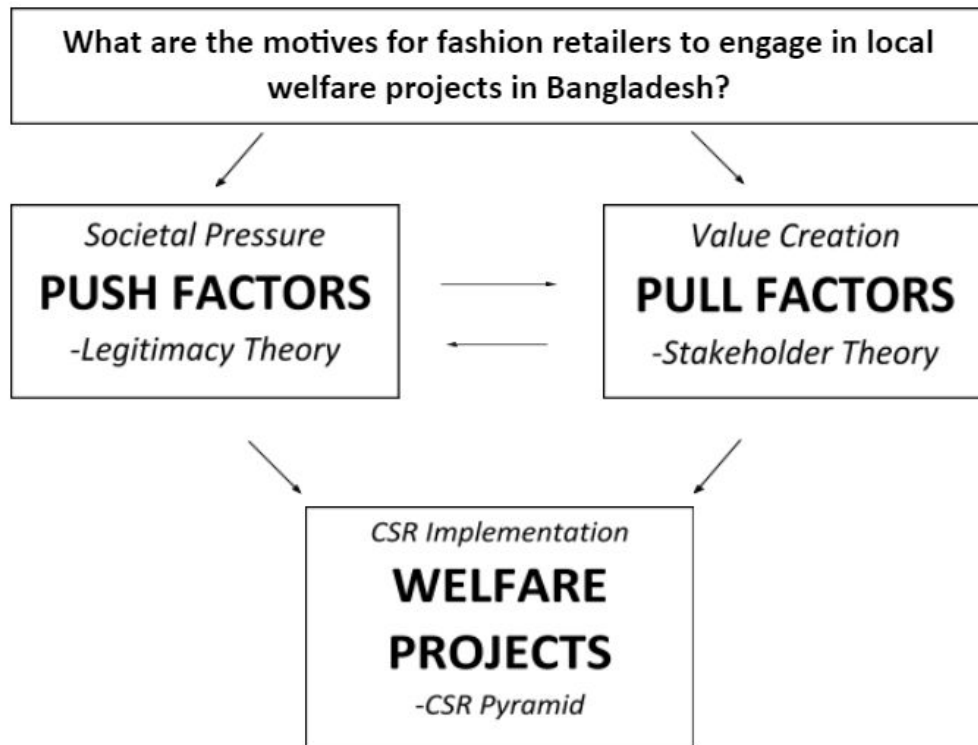 What are the motives for fashion retailers to engage in local
welfare projects in Bangladesh?
Societal Pressure
PUSH FACTORS
-Legitimacy Theory
Value Creation
PULL FACTORS
-Stakeholder Theory
CSR Implementation
WELFARE
PROJECTS
-CSR Pyramid